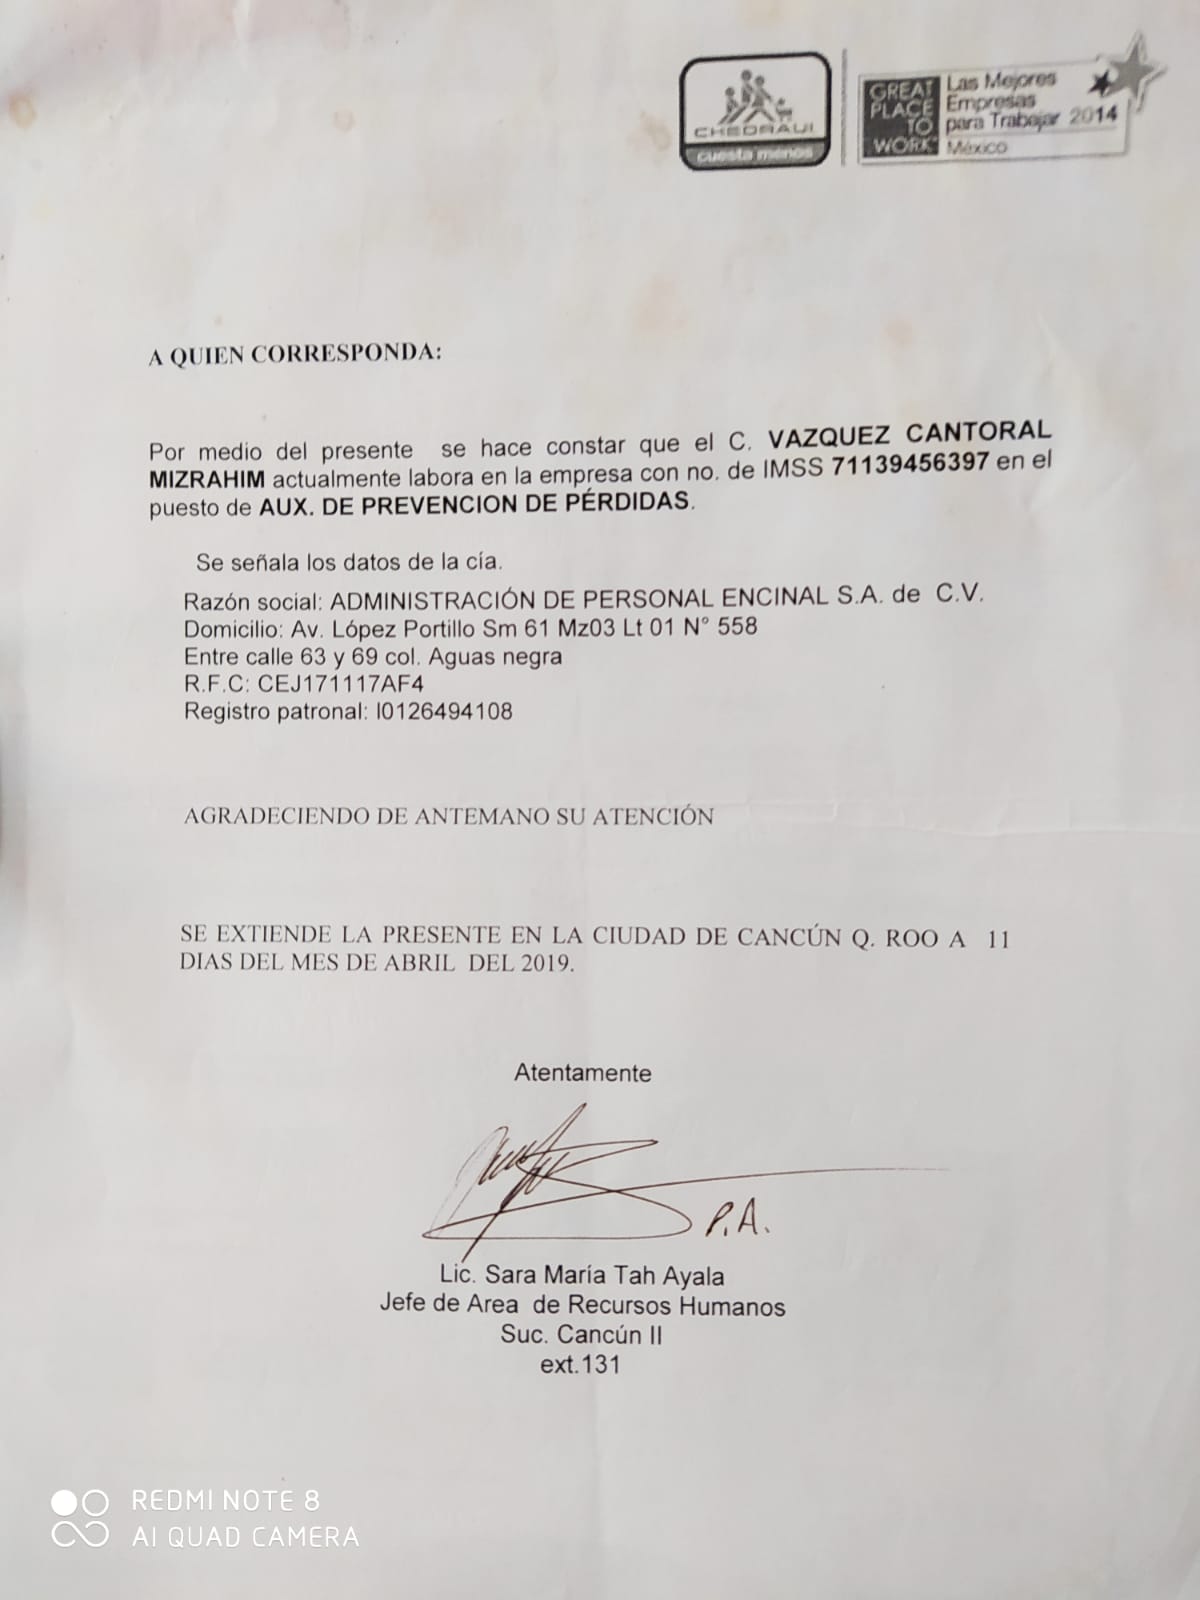 CHEDRAUI
cuesta menos
GREAT
PLACE
TO
WORK
Las Mejores
Empresas
para Trabajar 2014
México
A QUIEN CORRESPONDA:
Por medio del presente se hace constar que el C. VAZQUEZ CANTORAL
MIZRAHIM actualmente labora en la empresa con no. de IMSS 71139456397 en el
puesto de AUX. DE PREVENCION DE PÉRDIDAS.
Se señala los datos de la cía.
Razón social: ADMINISTRACIÓN DE PERSONAL ENCINAL S.A. de C.V.
Domicilio: Av. López Portillo Sm 61 Mz03 Lt 01 N° 558
Entre calle 63 y 69 col. Aguas negra
R.F.C: CEJ171117AF4
Registro patronal: I0126494108
AGRADECIENDO DE ANTEMANO SU ATENCIÓN
SE EXTIENDE LA PRESENTE EN LA CIUDAD DE CANCÚN Q. ROO A 11
DIAS DEL MES DE ABRIL DEL 2019.
Atentamente
P.A.
Lic. Sara María Tah Ayala
Jefe de Area de Recursos Humanos
Suc. Cancún II
ext.131
REDMI NOTE 8
AI QUAD CAMERA